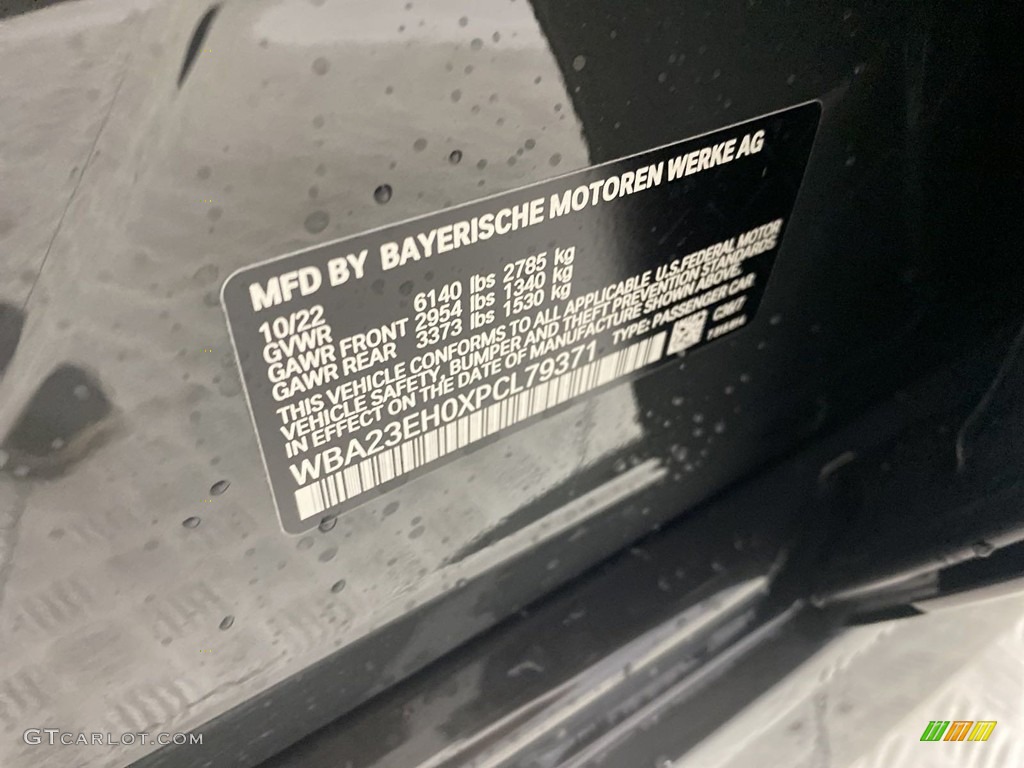 MFD BY BAYERISCHE MOTOREN WERKE AG
10/22
GVWR 6140 lbs 2785 kg
GAWR FRONT 2954 lbs 1340 kg
GAWR REAR 3373 lbs 1530 kg
THIS VEHICLE CONFORMS TO ALL APPLICABLE U.S. FEDERAL MOTOR
VEHICLE SAFETY, BUMPER AND THEFT PREVENTION STANDARDS
IN EFFECT ON THE DATE OF MANUFACTURE SHOWN ABOVE.
WBA23EH0XPCL79371 TYPE: PASSENGER CAR
GTCARLOT.COM